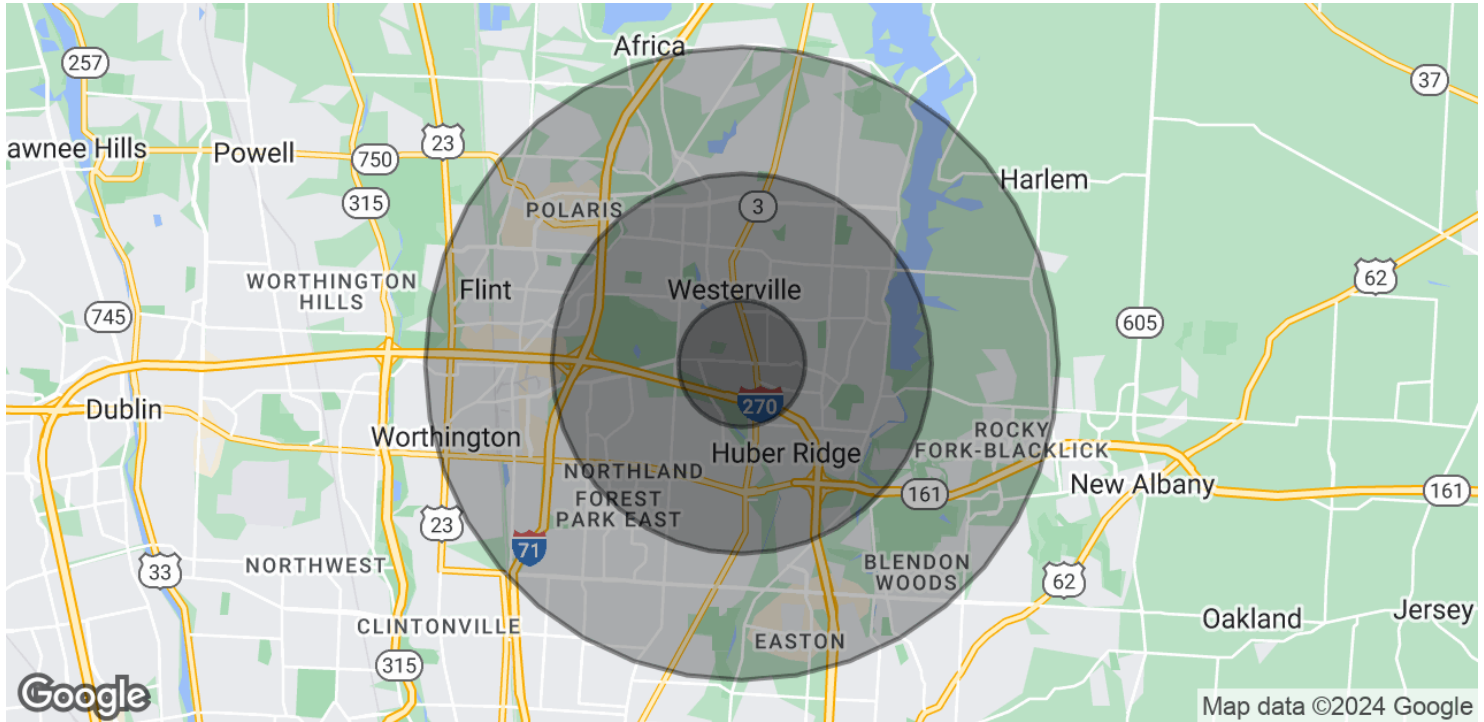 Africa
257
37
23
awnee Hills
Powell
750
Harlem
315
POLARIS
3
WORTHINGTON
HILLS
Flint
Westerville
62
745
605
Dublin
270
Worthington
ROCKY
FORK-BLACKLICK
Huber Ridge
NORTHLAND
New Albany
161
161
FOREST
PARK EAST
23
71
NORTHWEST
33
BLENDON
WOODS
62
CLINTONVILLE
Oakland
Jersey
EASTON
315
Google
Map data ©2024 Google